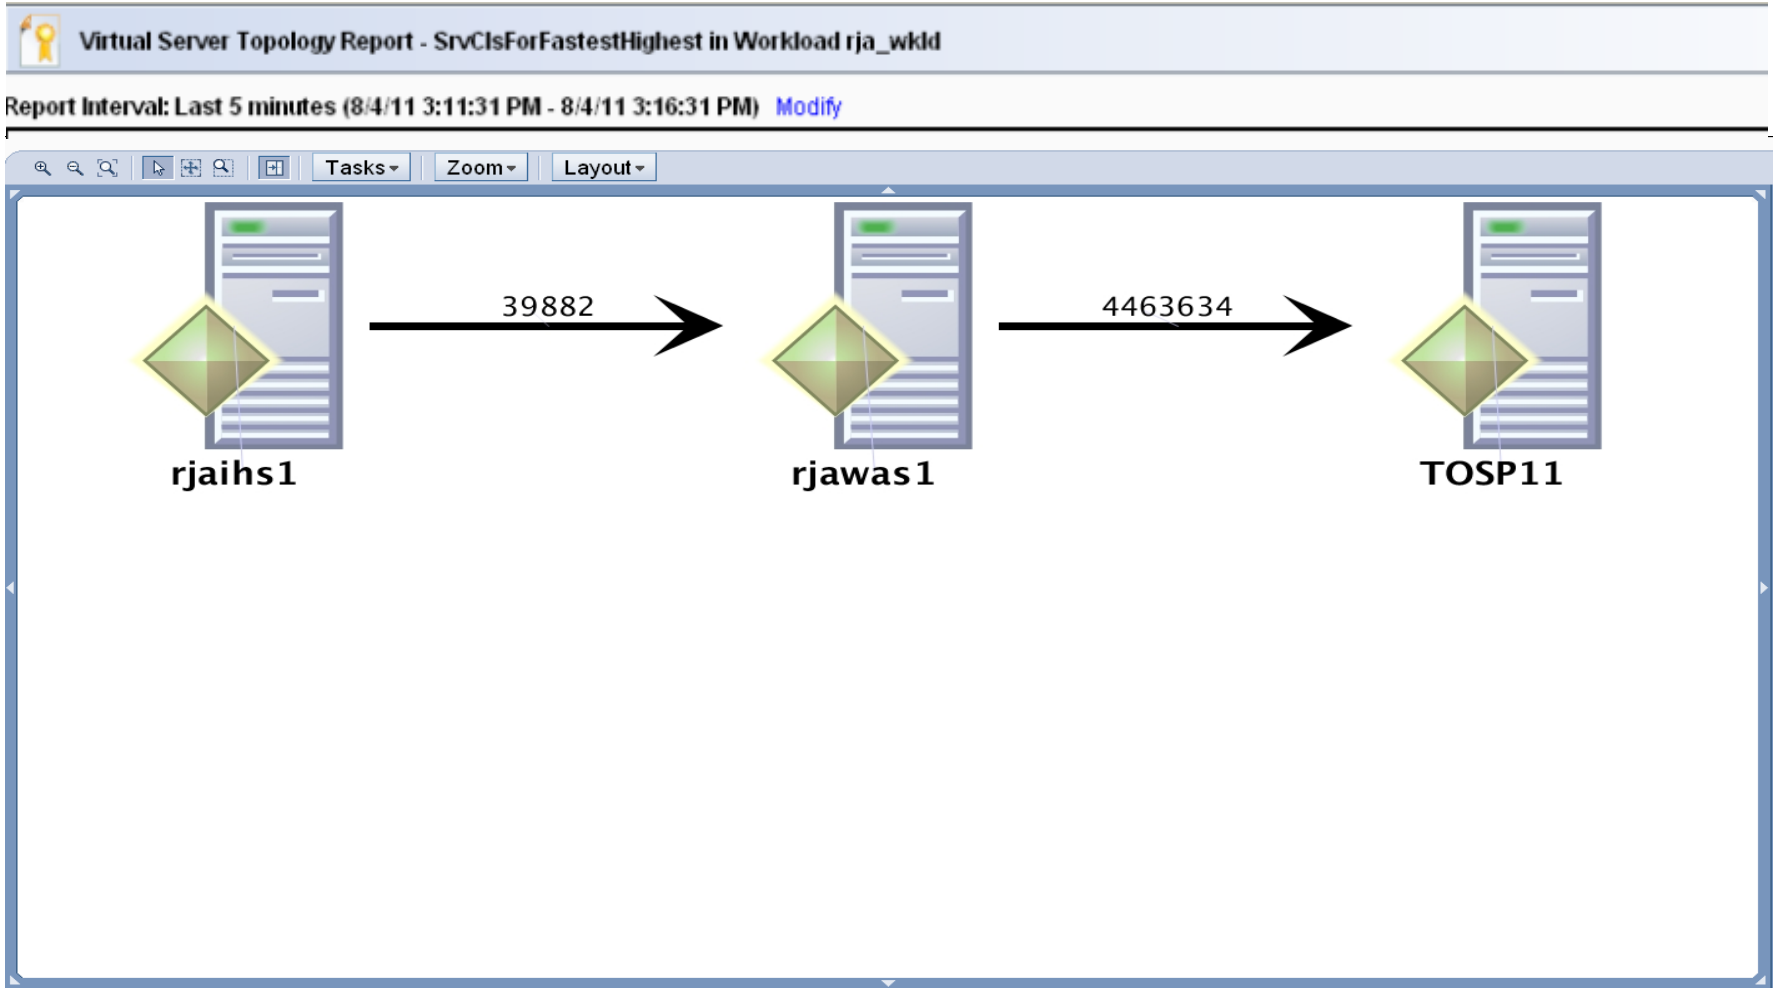 Virtual Server Topology Report - SrvClsForFastestHighest in Workload rja_wkld
Report Interval: Last 5 minutes (8/4/11 3:11:31 PM - 8/4/11 3:16:31 PM) Modify
Tasks Zoom Layout
39882 4463634
rjaihs1 rjawas1 TOSP11